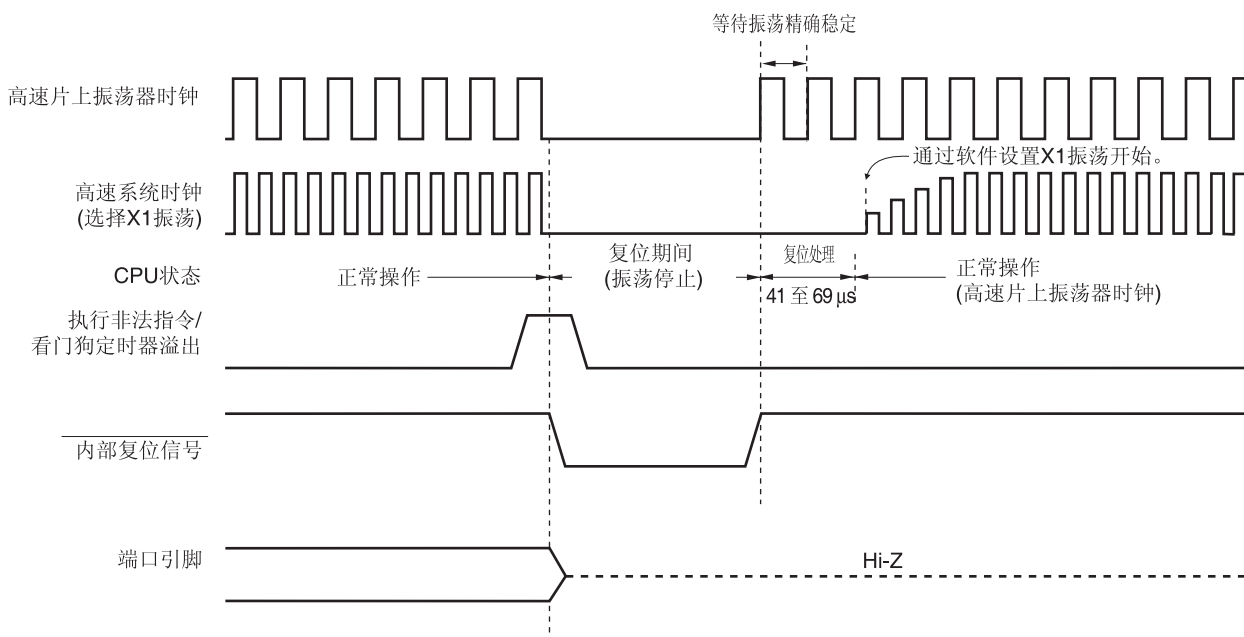 等待振荡精确稳定
高速片上振荡器时钟
通过软件设置X1振荡开始。
高速系统时钟
(选择X1振荡)
CPU状态
正常操作
复位期间
(振荡停止)
复位处理
41 至 69 μs
正常操作
(高速片上振荡器时钟)
执行非法指令/
看门狗定时器溢出
内部复位信号
端口引脚
Hi-Z